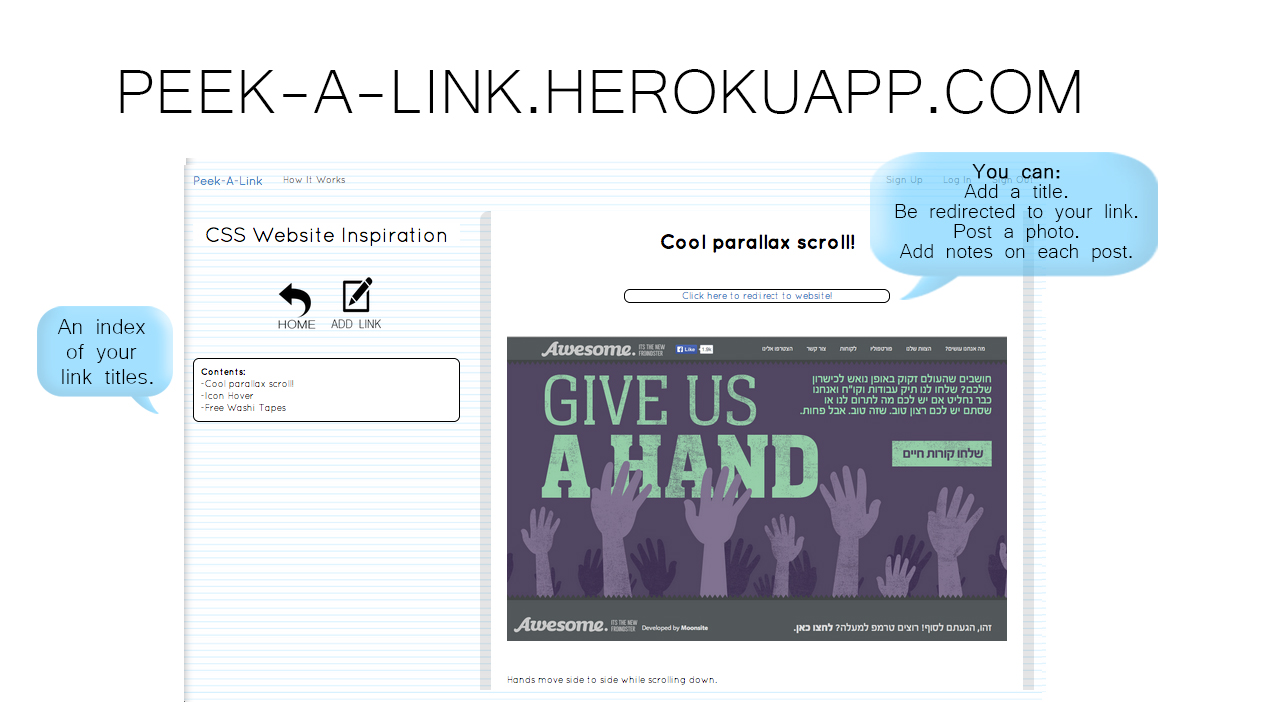 PEEK-A-LINK.HEROKUAPP.COM
Peek-A-Link How It Works Sign Up Log In Sign Out
You can:
Add a title.
Be redirected to your link.
Post a photo.
Add notes on each post.
CSS Website Inspiration
HOME ADD LINK
An index
of your
link titles.
Contents:
-Cool parallax scroll!
-Icon Hover
-Free Washi Tapes
Cool parallax scroll!
Click here to redirect to website!
Awesome. IT'S THE NEW FROINDSTER Like 1.9k מה אנחנו עושים? הצוות שלנו פורטפוליו לקוחות צור קשר הצטרפו אלינו
GIVE US
A HAND
חושבים שהעולם זקוק באופן נואש לכישרון
שלכם? שלחו לנו תיק עבודות וקו"ח ואנחנו
כבר נחליט אם יש לכם מה לתרום לנו או
שסתם יש לכם רצון טוב. שזה טוב. אבל פחות.
שלחו קורות חיים
Awesome. IT'S THE NEW FROINDSTER Developed by Moonsite זהו, הגעתם לסוף! רוצים טרמפ למעלה? לחצו כאן.
Hands move side to side while scrolling down.